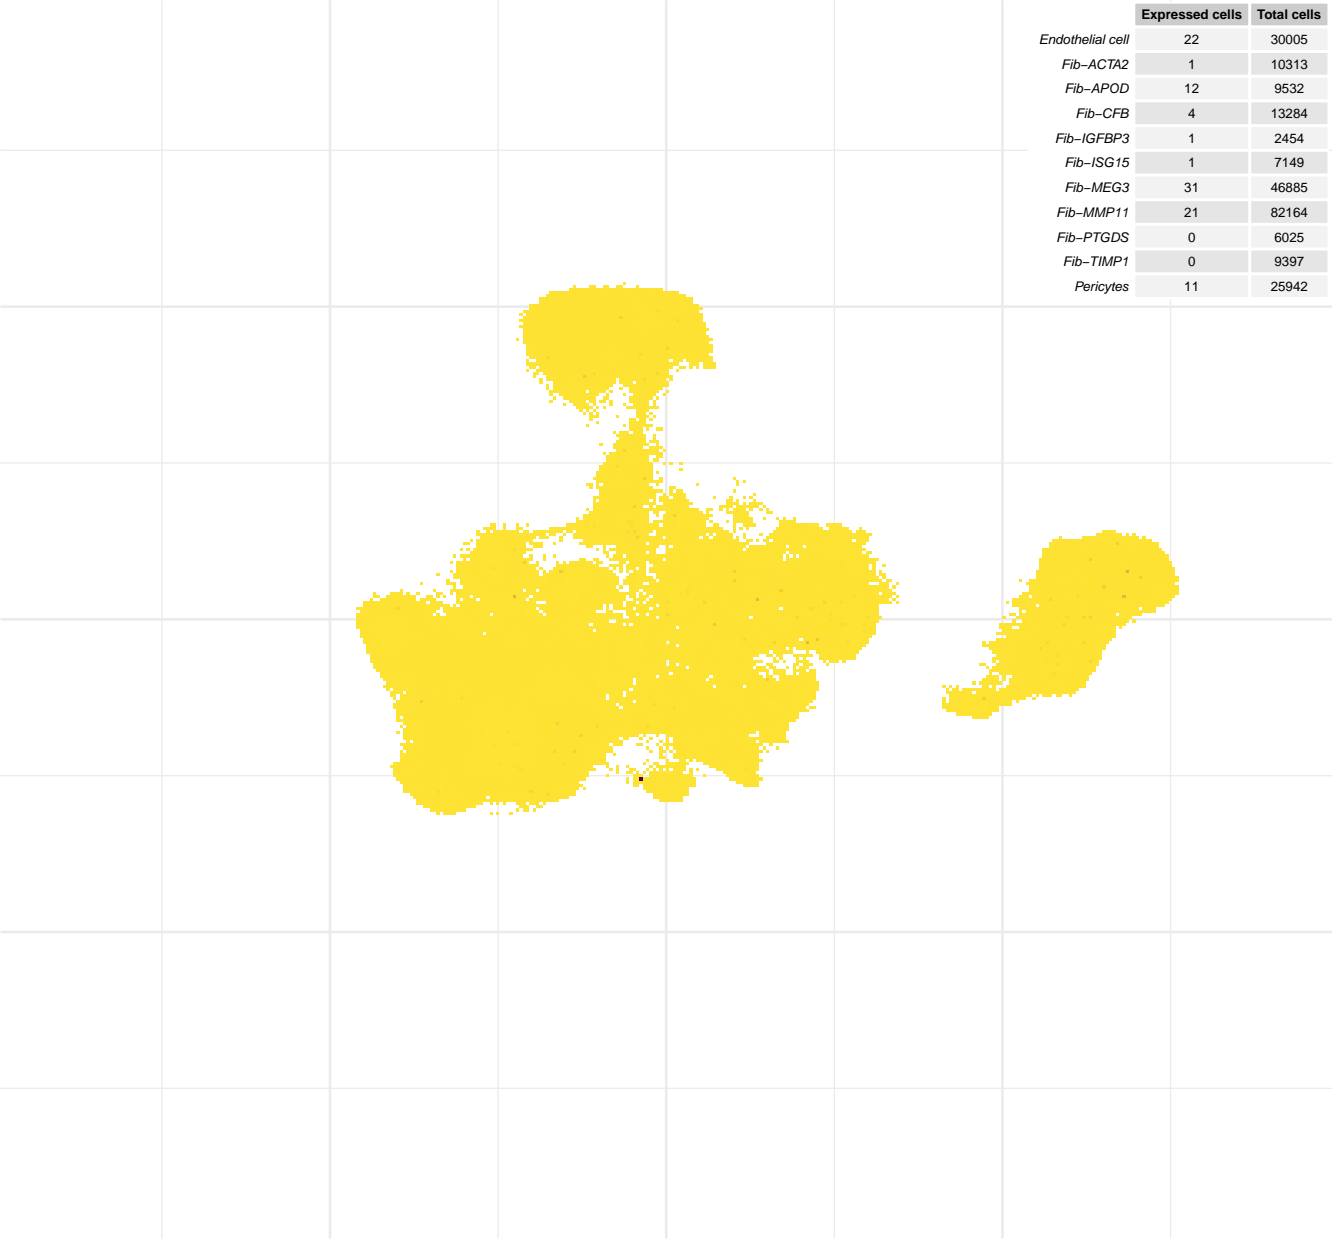 Expressed cells Total cells
Endothelial cell 22 30005
Fib−ACTA2 1 10313
Fib−APOD 12 9532
Fib−CFB 4 13284
Fib−IGFBP3 1 2454
Fib−ISG15 1 7149
Fib−MEG3 31 46885
Fib−MMP11 21 82164
Fib−PTGDS 0 6025
Fib−TIMP1 0 9397
Pericytes 11 25942